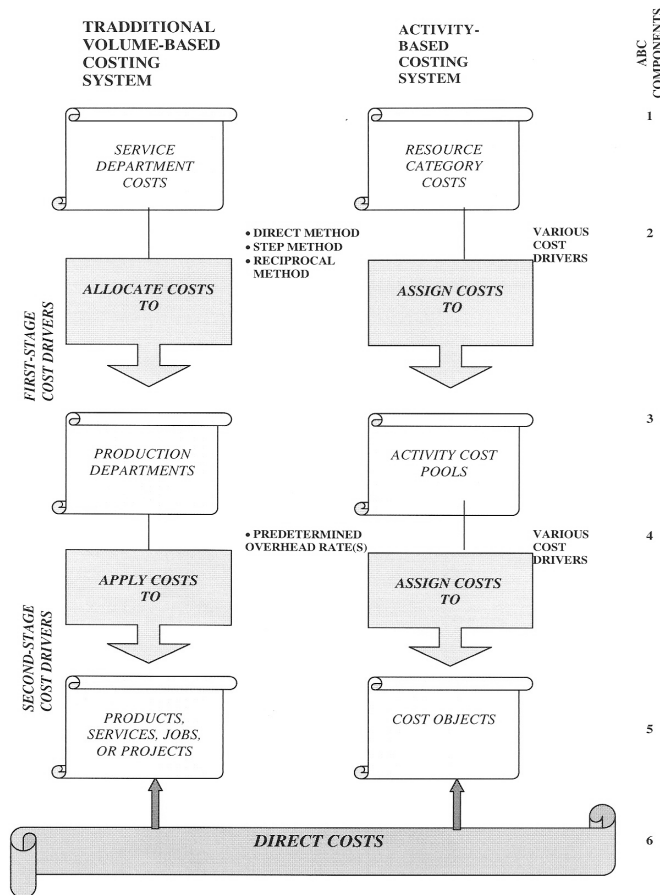 TRADDITIONAL
VOLUME-BASED
COSTING
SYSTEM
ACTIVITY-
BASED
COSTING
SYSTEM
ABC
COMPONENTS
SERVICE
DEPARTMENT
COSTS
RESOURCE
CATEGORY
COSTS
1
• DIRECT METHOD
• STEP METHOD
• RECIPROCAL
METHOD
VARIOUS
COST
DRIVERS
2
FIRST-STAGE
COST DRIVERS
ALLOCATE COSTS
TO
ASSIGN COSTS
TO
PRODUCTION
DEPARTMENTS
ACTIVITY COST
POOLS
3
• PREDETERMINED
OVERHEAD RATE(S)
VARIOUS
COST
DRIVERS
4
SECOND-STAGE
COST DRIVERS
APPLY COSTS
TO
ASSIGN COSTS
TO
PRODUCTS,
SERVICES, JOBS,
OR PROJECTS
COST OBJECTS
5
DIRECT COSTS
6